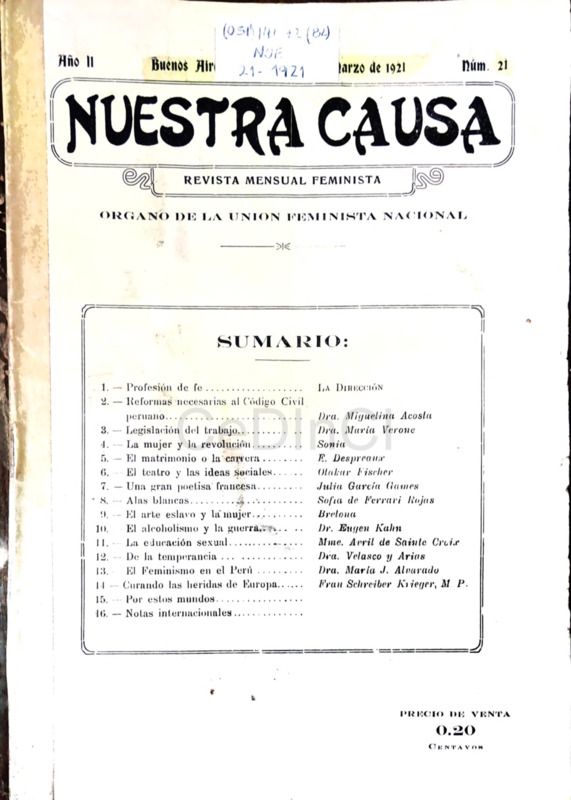 (OSM)
NUE
21-1921
Año II Buenos Aires marzo de 1921 Núm. 21
NUESTRA CAUSA
REVISTA MENSUAL FEMINISTA
ORGANO DE LA UNION FEMINISTA NACIONAL
SUMARIO:
1. — Profesión de fe .................... LA DIRECCIÓN
2. — Reformas necesarias al Código Civil
peruano........................ Dra. Miguelina Acosta
3. — Legislación del trabajo............ Dra. María Verone
4. — La mujer y la revolución.......... Sonia
5. — El matrimonio o la carrera ........ E. Despreaux
6. — El teatro y las ideas sociales...... Otakar Fischer
7. — Una gran poetisa francesa........ Julia García Games
8. — Alas blancas...................... Sofía de Ferrari Rojas
9. — El arte eslavo y la mujer.......... Bretona
10. El alcoholismo y la guerra......... Dr. Eugen Kahn
11. — La educación sexual.............. Mme. Avril de Sainte Croix
12. — De la temperancia ............... Dra. Velasco y Arias
13. El Feminismo en el Perú ........ Dra. María J. Alvarado
14 — Curando las heridas de Europa...... Frau Schreiber Krieger, M P.
15. — Por estos mundos................
16. — Notas internacionales.............
CeDInCI
PRECIO DE VENTA
0.20
CENTAVOS